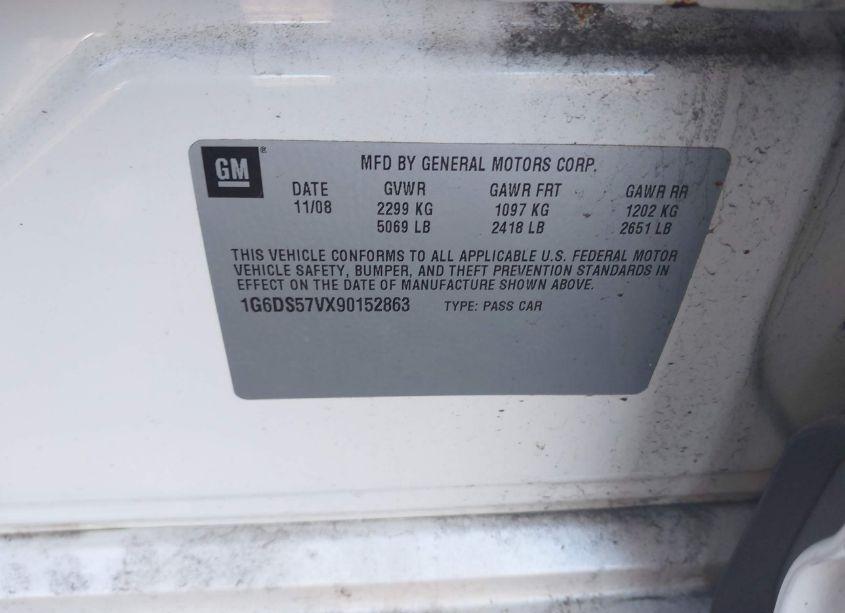 GM®
MFD BY GENERAL MOTORS CORP.
DATE GVWR GAWR FRT GAWR RR
11/08 2299 KG 1097 KG 1202 KG
5069 LB 2418 LB 2651 LB
THIS VEHICLE CONFORMS TO ALL APPLICABLE U.S. FEDERAL MOTOR
VEHICLE SAFETY, BUMPER, AND THEFT PREVENTION STANDARDS IN
EFFECT ON THE DATE OF MANUFACTURE SHOWN ABOVE.
1G6DS57VX90152863 TYPE: PASS CAR